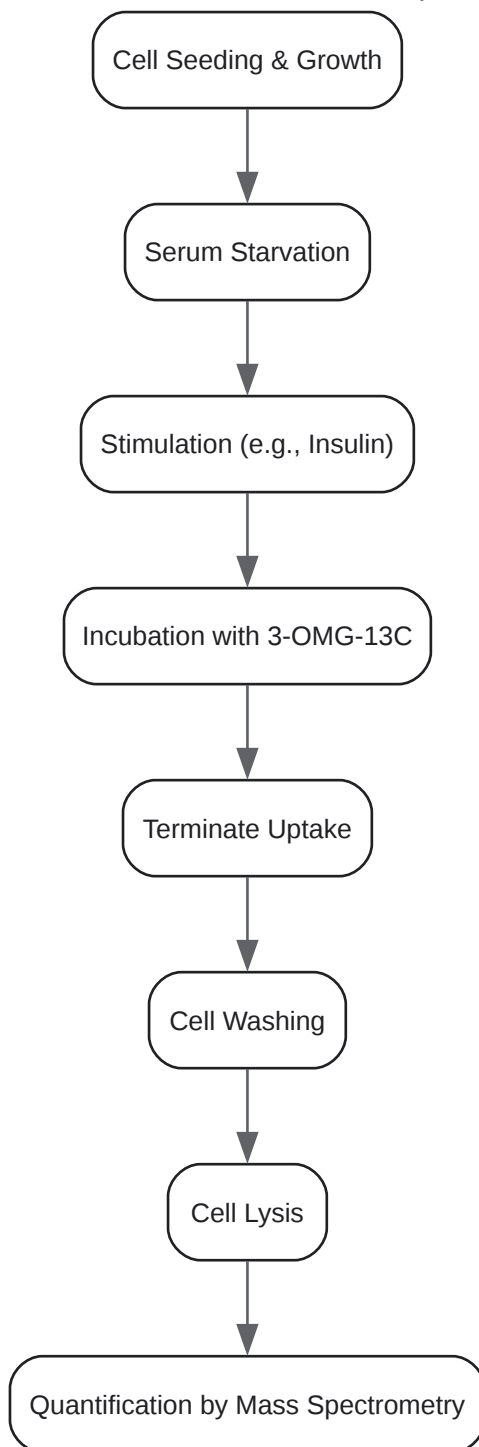 Cell Seeding & Growth
Serum Starvation
Stimulation (e.g., Insulin)
Incubation with 3-OMG-13C
Terminate Uptake
Cell Washing
Cell Lysis
Quantification by Mass Spectrometry